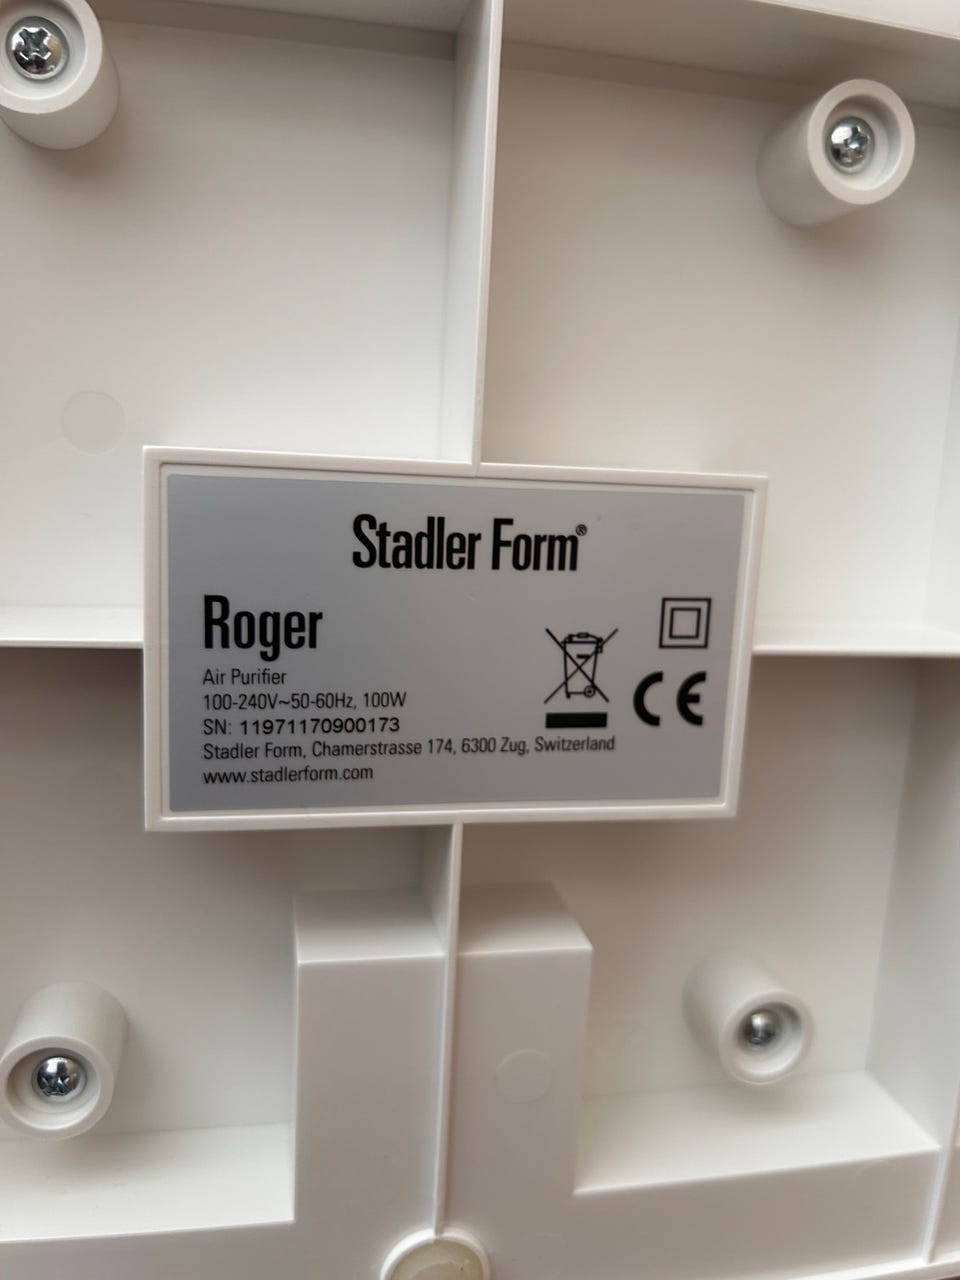 Stadler Form®
Roger
Air Purifier
100-240V~50-60Hz, 100W
SN: 11971170900173
Stadler Form, Chamerstrasse 174, 6300 Zug, Switzerland
www.stadlerform.com
CE